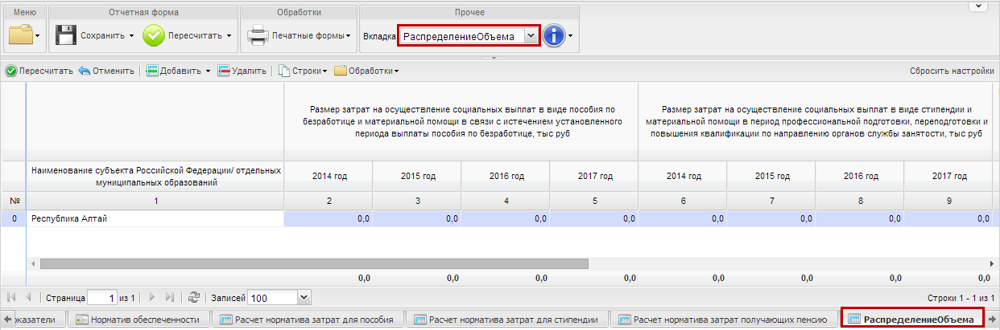 Меню
Отчетная форма
Обработки
Прочее
Сохранить
Пересчитать
Печатные формы
Вкладка
РаспределениеОбъема
Пересчитать
Отменить
Добавить
Удалить
Строки
Обработки
Сбросить настройки
Размер затрат на осуществление социальных выплат в виде пособия по
безработице и материальной помощи в связи с истечением установленного
периода выплаты пособия по безработице, тыс руб
Размер затрат на осуществление социальных выплат в виде стипендии и
материальной помощи в период профессиональной подготовки, переподготовки и
повышения квалификации по направлению органов службы занятости, тыс руб
Наименование субъекта Российской Федерации/ отдельных
муниципальных образований
2014 год 2015 год 2016 год 2017 год 2014 год 2015 год 2016 год 2017 год
№ 1 2 3 4 5 6 7 8 9
0 Республика Алтай 0,0 0,0 0,0 0,0 0,0 0,0 0,0 0,0
0,0 0,0 0,0 0,0 0,0 0,0 0,0 0,0
Страница 1 из 1 Записей 100 Строки 1 - 1 из 1
оказатели
Норматив обеспеченности
Расчет норматива затрат для пособия
Расчет норматива затрат для стипендии
Расчет норматива затрат получающих пенсию
РаспределениеОбъема